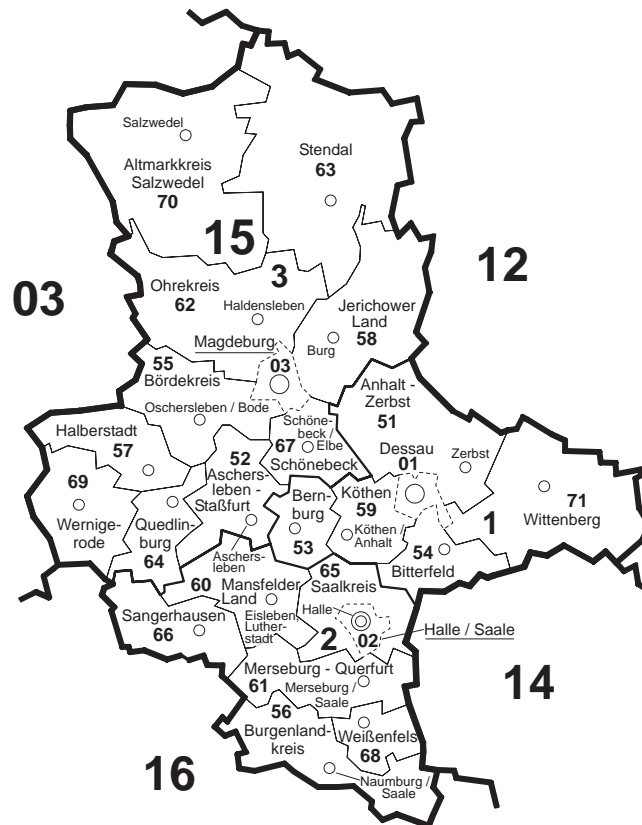 Salzwedel
Altmarkkreis
Salzwedel
70
Stendal
63
15
12
03
3
Ohrekreis
62
Haldensleben
Jerichower
Land
58
Burg
Magdeburg
03
55
Bördekreis
Oschersleben / Bode
Anhalt -
Zerbst
51
Halberstadt
57
Schöne-
beck /
Elbe
67
Schönebeck
Dessau
01
Zerbst
52
Aschers-
leben -
Staßfurt
69
Wernige-
rode
Quedlin-
burg
64
Bern-
burg
53
Köthen
59
Köthen /
Anhalt
1
71
Wittenberg
54
Bitterfeld
Aschers-
leben
60
Mansfelder
Land
65
Saalkreis
Sangerhausen
66
Eisleben,
Luther-
stadt
Halle
2
02
Halle / Saale
Merseburg - Querfurt
61
Merseburg /
Saale
14
56
Burgenland-
kreis
Weißenfels
68
16
Naumburg /
Saale